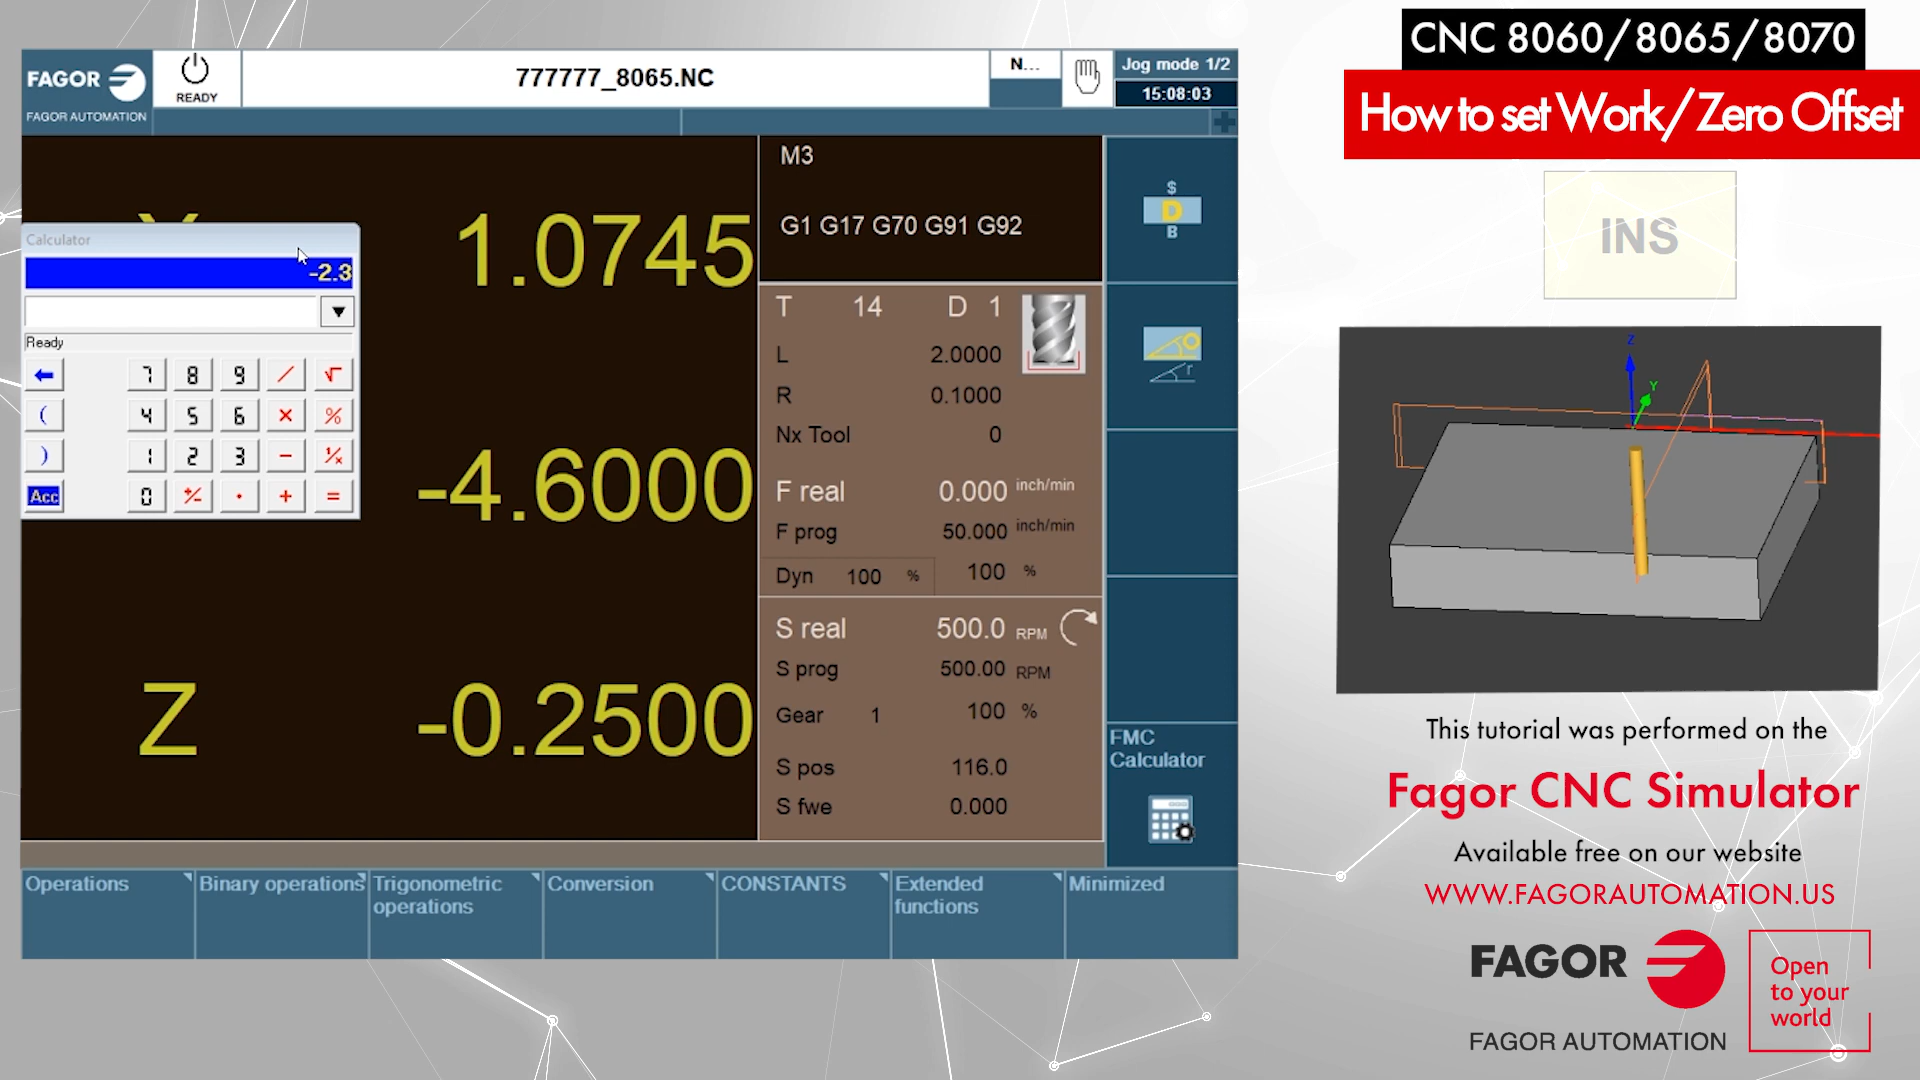 CNC 8060/8065/8070
How to set Work/Zero Offset
FAGOR
FAGOR AUTOMATION
READY
777777_8065.NC
N...
Jog mode 1/2
15:08:03
M3
G1 G17 G70 G91 G92
1.0745
-4.6000
Z -0.2500
Calculator
-2.3
Ready
7 8 9 / √
( 4 5 6 × %
) 1 2 3 - 1/x
Acc 0 +/- . + =
T 14 D 1
L 2.0000
R 0.1000
Nx Tool 0
F real 0.000 inch/min
F prog 50.000 inch/min
Dyn 100 % 100 %
S real 500.0 RPM
S prog 500.00 RPM
Gear 1 100 %
S pos 116.0
S fwe 0.000
$
D
B
r
FMC
Calculator
Operations
Binary operations
Trigonometric
operations
Conversion
CONSTANTS
Extended
functions
Minimized
INS
Z
Y
This tutorial was performed on the
Fagor CNC Simulator
Available free on our website
WWW.FAGORAUTOMATION.US
FAGOR
FAGOR AUTOMATION
Open
to your
world